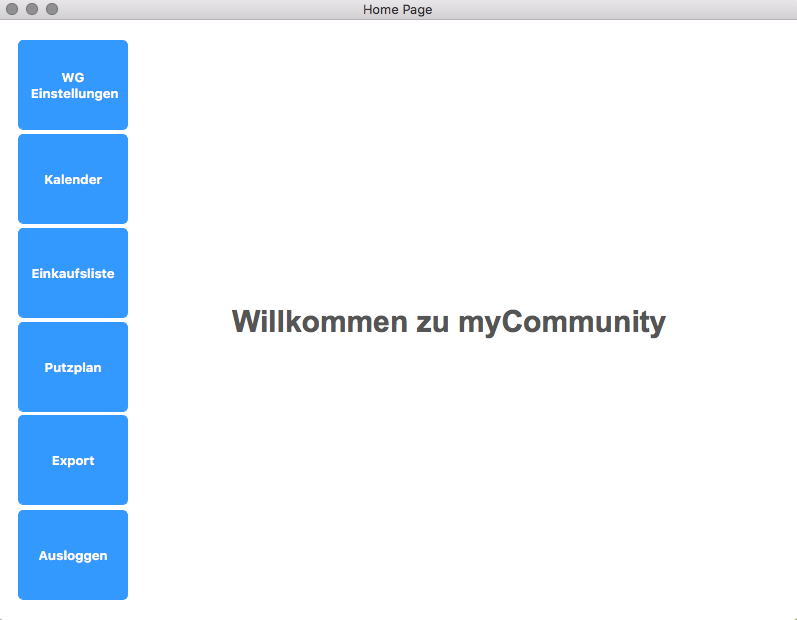 Home Page
WG
Einstellungen
Kalender
Einkaufsliste
Putzplan
Export
Ausloggen
Willkommen zu myCommunity